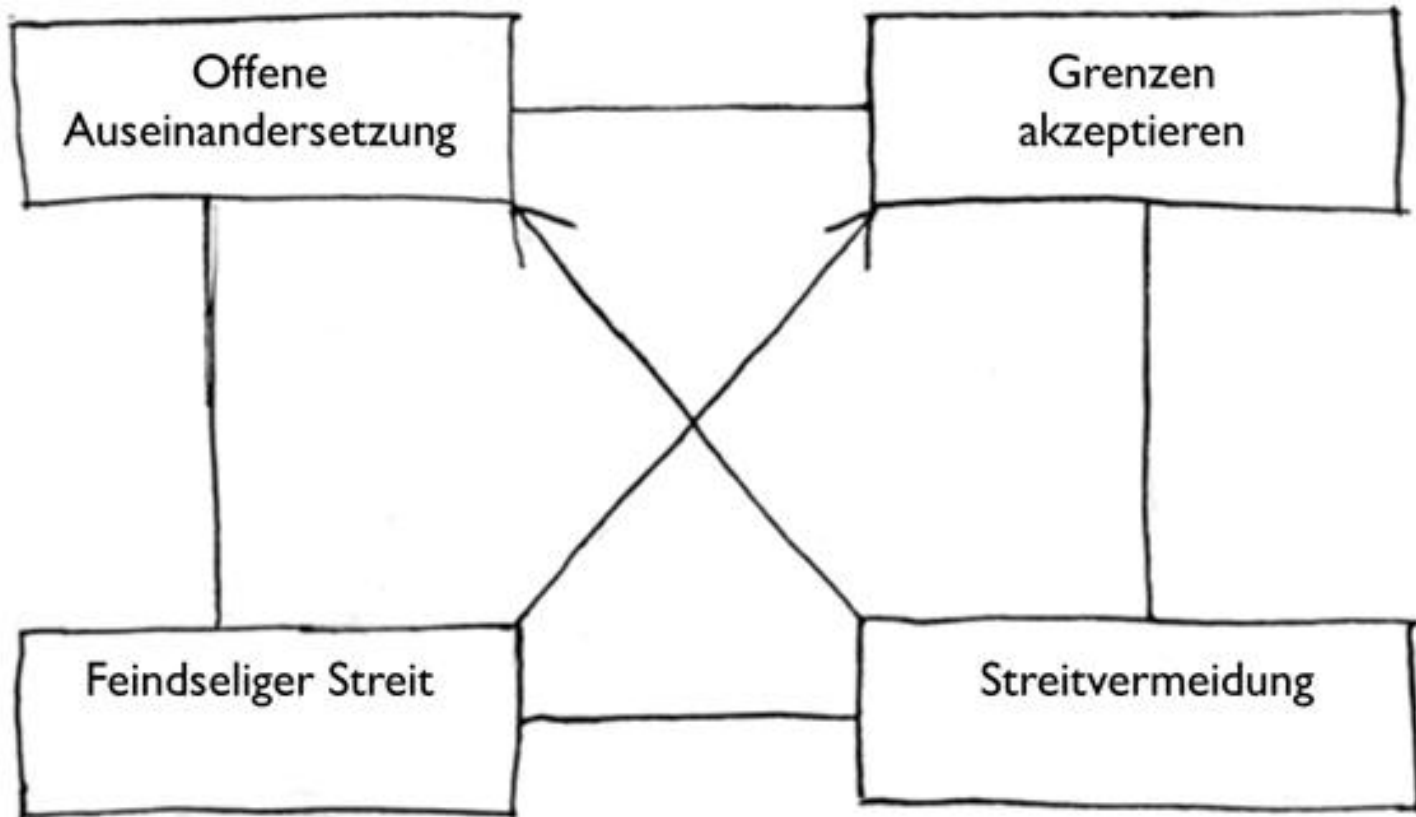 Offene
Auseinandersetzung
Grenzen
akzeptieren
Feindseliger Streit
Streitvermeidung